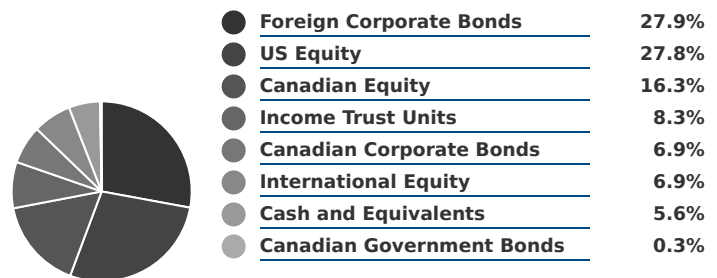 Foreign Corporate Bonds 27.9%
US Equity 27.8%
Canadian Equity 16.3%
Income Trust Units 8.3%
Canadian Corporate Bonds 6.9%
International Equity 6.9%
Cash and Equivalents 5.6%
Canadian Government Bonds 0.3%